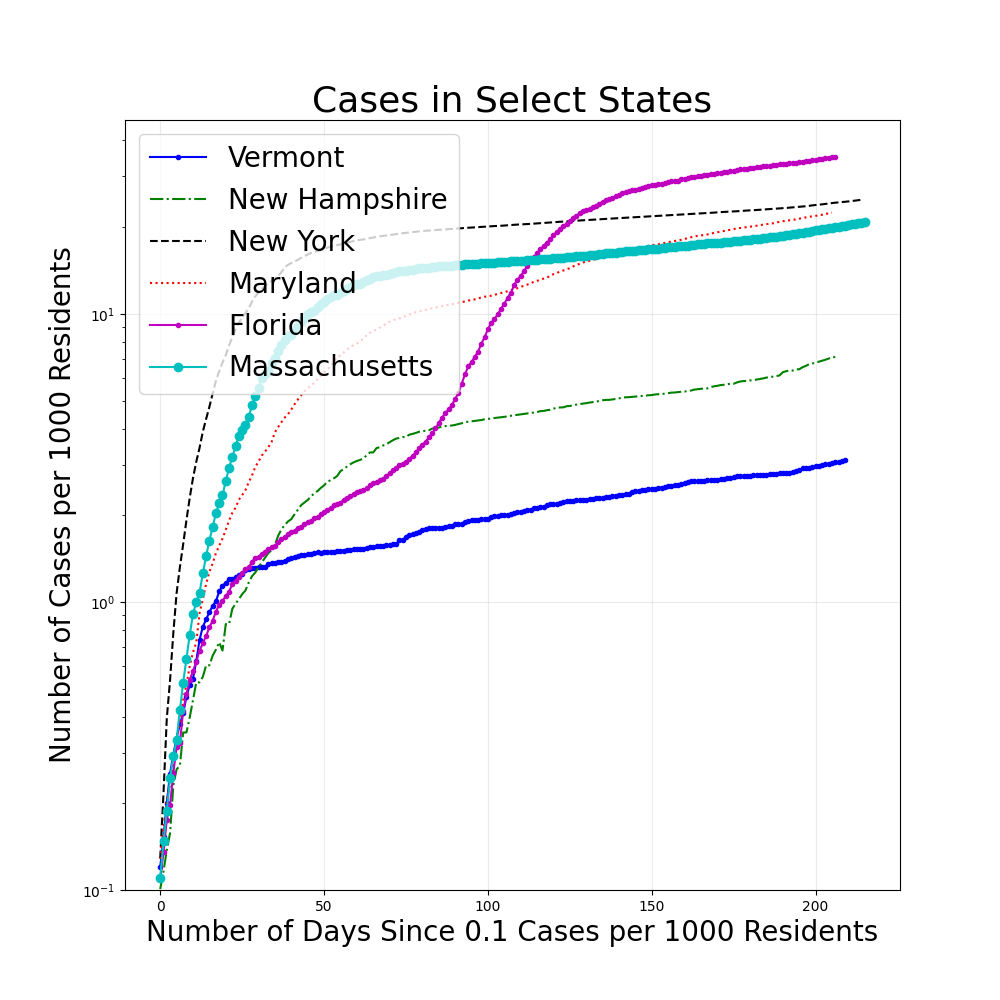 Cases in Select States
Vermont
New Hampshire
New York
Maryland
Florida
Massachusetts
Number of Cases per 1000 Residents
10¹
10⁰
10⁻¹
0 50 100 150 200
Number of Days Since 0.1 Cases per 1000 Residents